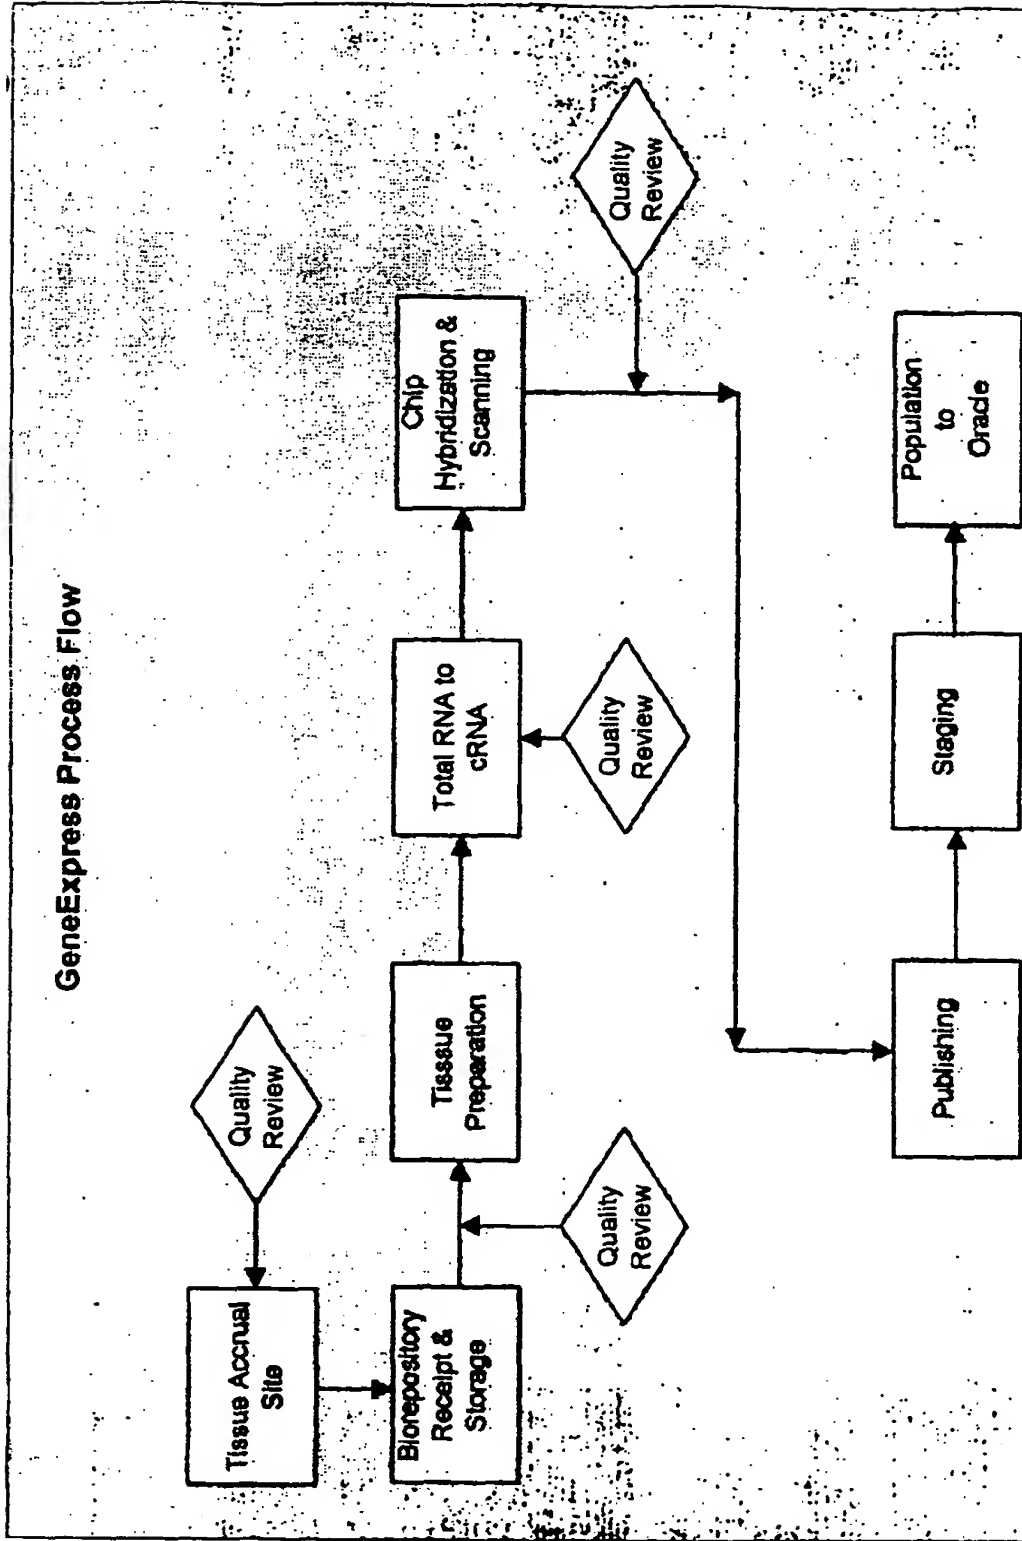 GeneExpress Process Flow
Tissue Accrual
Site
Quality
Review
Biorepository
Receipt &
Storage
Quality
Review
Tisssue
Preparation
Total RNA to
cRNA
Quality
Review
Chip
Hybridization &
Scanning
Quality
Review
Publishing
Staging
Population
to
Oracle